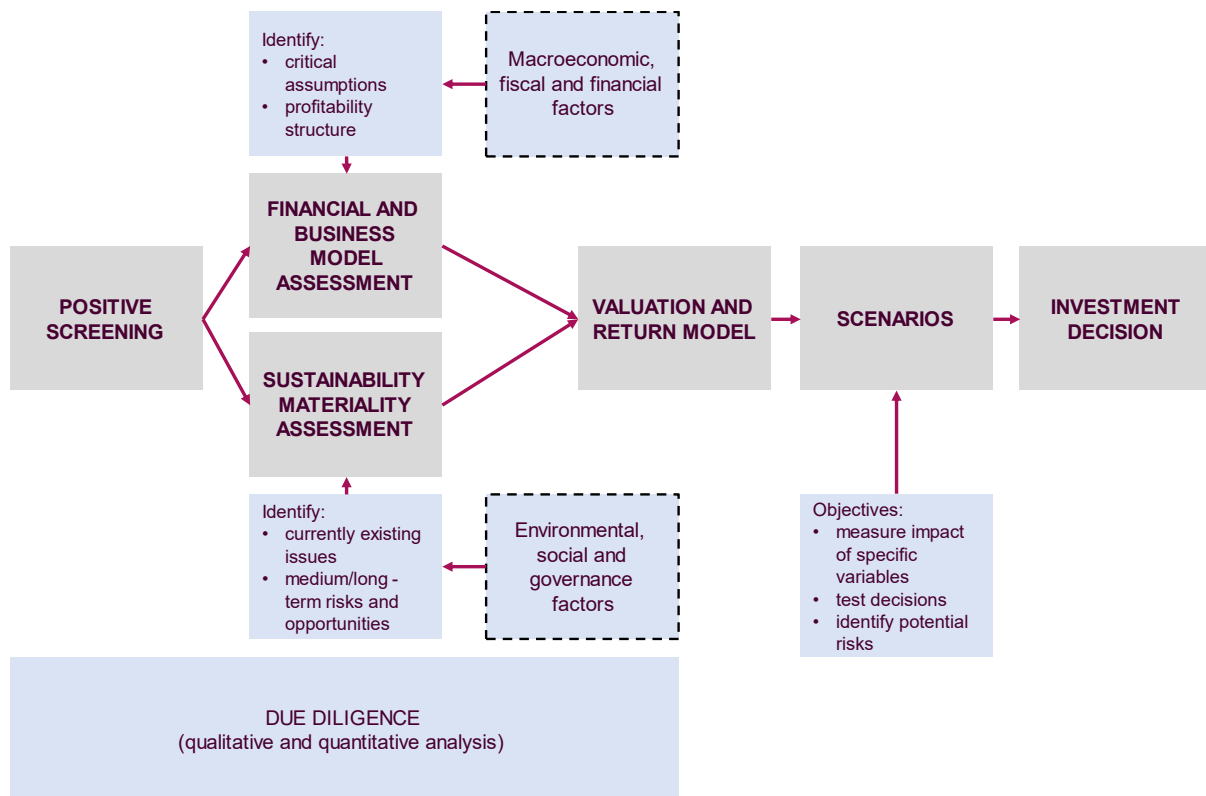 Identify:
• critical
assumptions
• profitability
structure
Macroeconomic,
fiscal and financial
factors
POSITIVE
SCREENING
FINANCIAL AND
BUSINESS
MODEL
ASSESSMENT
SUSTAINABILITY
MATERIALITY
ASSESSMENT
VALUATION AND
RETURN MODEL
SCENARIOS
INVESTMENT
DECISION
Identify:
• currently existing
issues
• medium/long -
term risks and
opportunities
Environmental,
social and
governance
factors
Objectives:
• measure impact
of specific
variables
• test decisions
• identify potential
risks
DUE DILIGENCE
(qualitative and quantitative analysis)